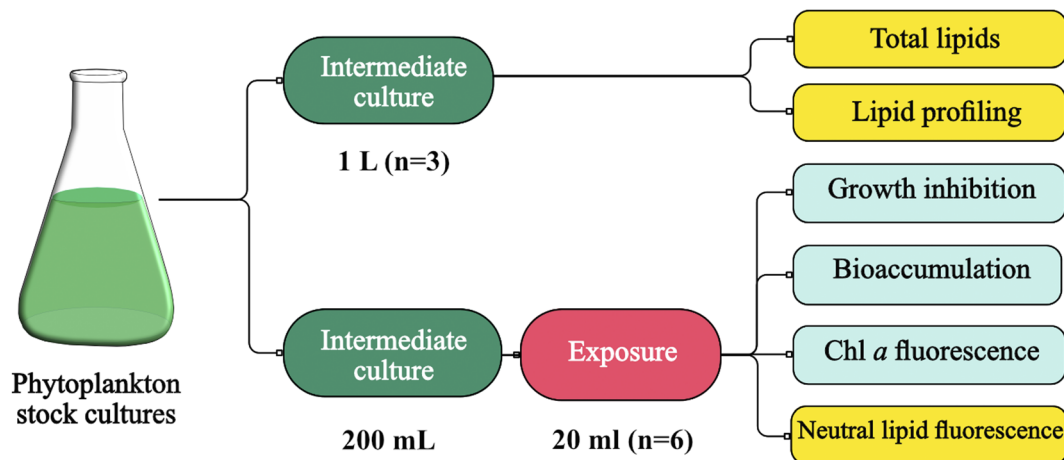 Phytoplankton
stock cultures
Intermediate
culture
1 L (n=3)
Total lipids
Lipid profiling
Intermediate
culture
200 mL
Exposure
20 ml (n=6)
Growth inhibition
Bioaccumulation
Chl a fluorescence
Neutral lipid fluorescence